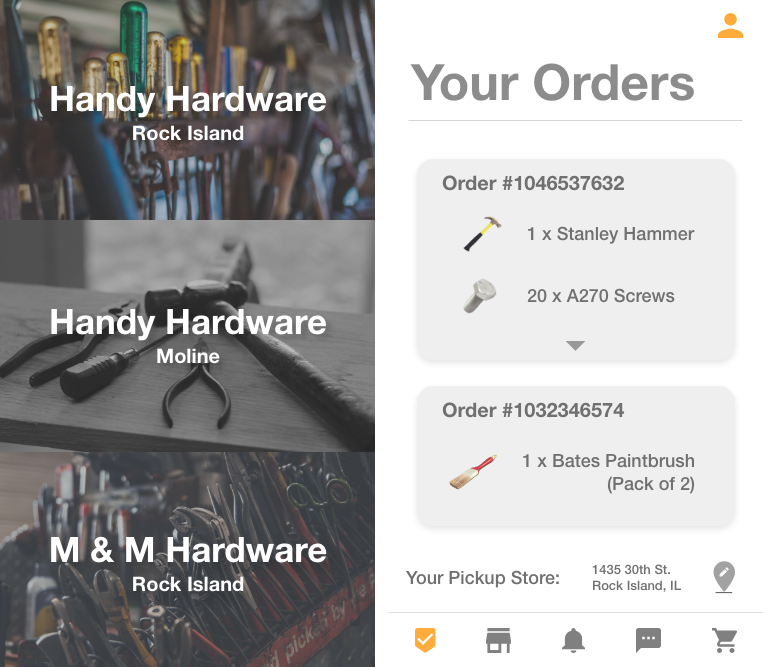 Handy Hardware
Rock Island
Handy Hardware
Moline
M & M Hardware
Rock Island
Your Orders
Order #1046537632
1 x Stanley Hammer
20 x A270 Screws
Order #1032346574
1 x Bates Paintbrush
(Pack of 2)
Your Pickup Store:
1435 30th St.
Rock Island, IL